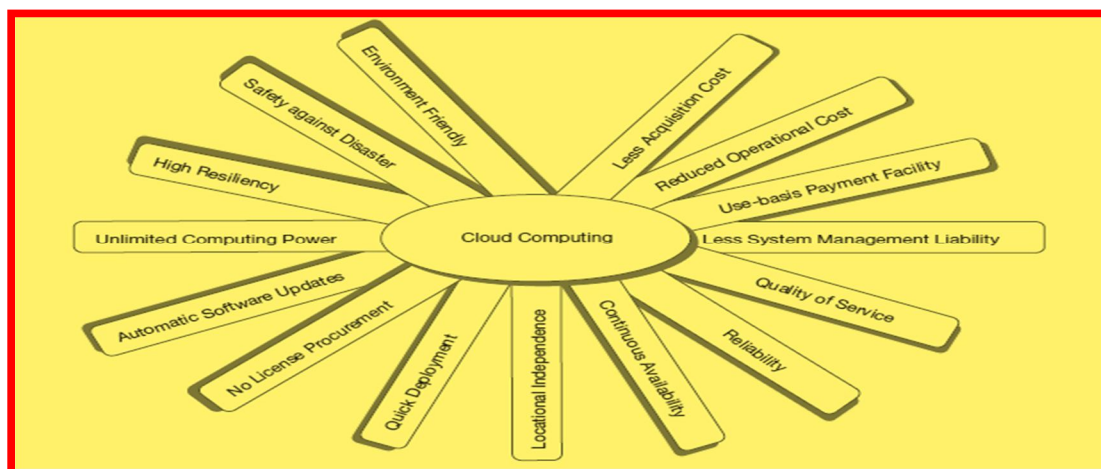 Environment Friendly
Less Acquisition Cost
Safety against Disaster
Reduced Operational Cost
High Resiliency
Use-basis Payment Facility
Unlimited Computing Power
Cloud Computing
Less System Management Liability
Automatic Software Updates
Quality of Service
No License Procurement
Reliability
Quick Deployment
Locational Independence
Continuous Availability